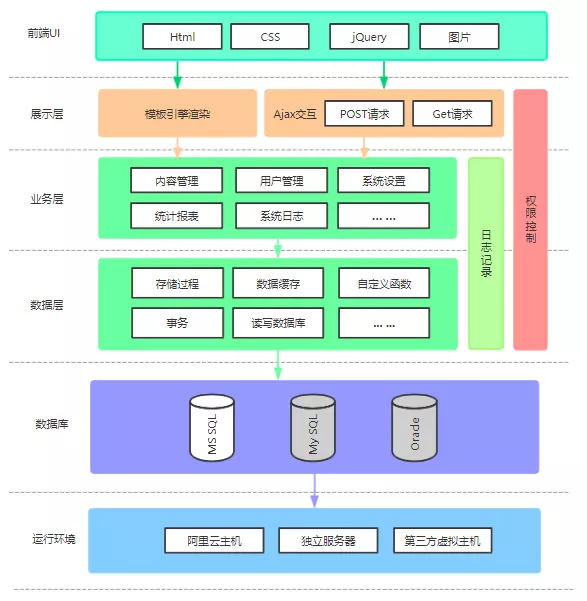 前端UI
Html
CSS
jQuery
图片
展示层
模板引擎渲染
Ajax交互
POST请求
Get请求
业务层
内容管理
用户管理
系统设置
统计报表
系统日志
... ...
日志记录
权限控制
数据层
存储过程
数据缓存
自定义函数
事务
读写数据库
... ...
数据库
MS SQL
My SQL
Orade
运行环境
阿里云主机
独立服务器
第三方虚拟主机